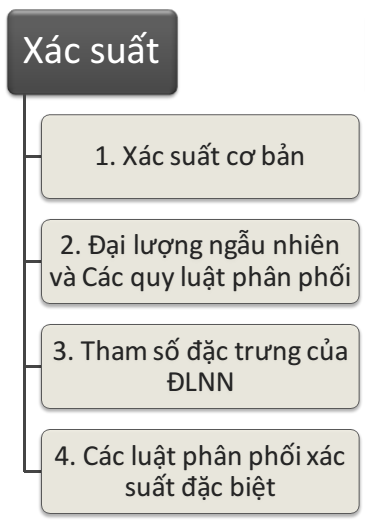 Xác suất
1. Xác suất cơ bản
2. Đại lượng ngẫu nhiên
và Các quy luật phân phối
3. Tham số đặc trưng của
ĐLNN
4. Các luật phân phối xác
suất đặc biệt